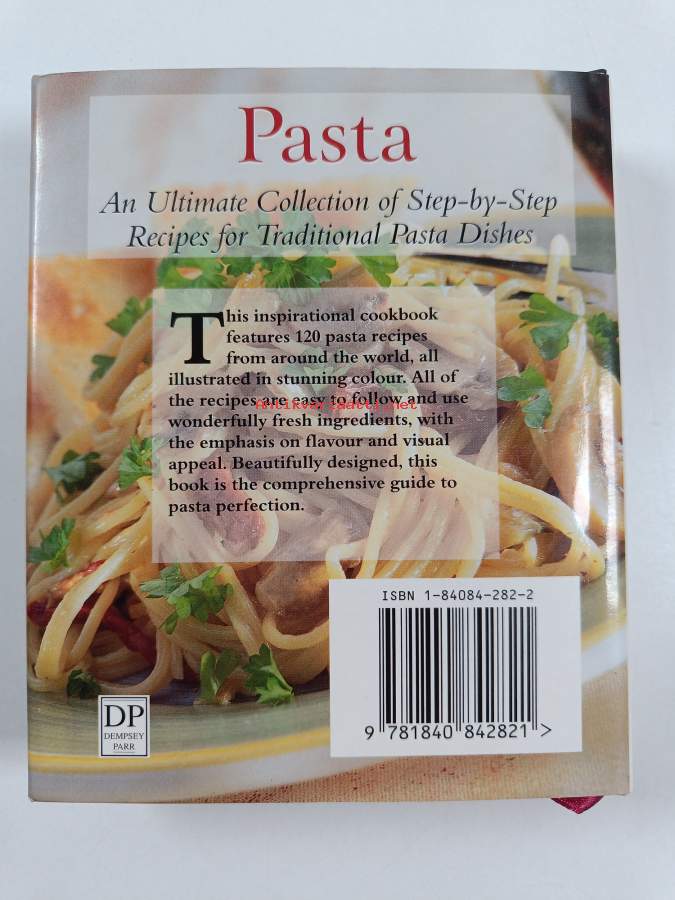 Pasta
An Ultimate Collection of Step-by-Step
Recipes for Traditional Pasta Dishes
This inspirational cookbook
features 120 pasta recipes
from around the world, all
illustrated in stunning colour. All of
the recipes are easy to follow and use
Antikvariaatti.net
wonderfully fresh ingredients, with
the emphasis on flavour and visual
appeal. Beautifully designed, this
book is the comprehensive guide to
pasta perfection.
ISBN 1-84084-282-2
9 781840 842821 >
DP
DEMPSEY
PARR